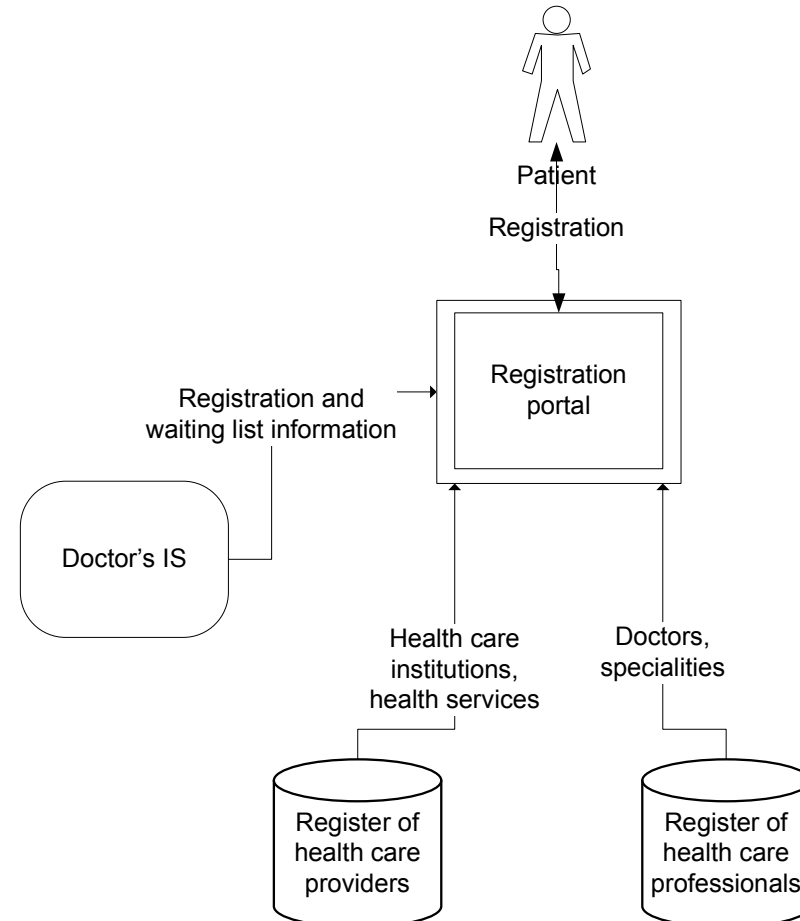 Patient
Registration
Registration
portal
Registration and
waiting list information
Doctor's IS
Health care
institutions,
health services
Doctors,
specialities
Register of
health care
providers
Register of
health care
professionals